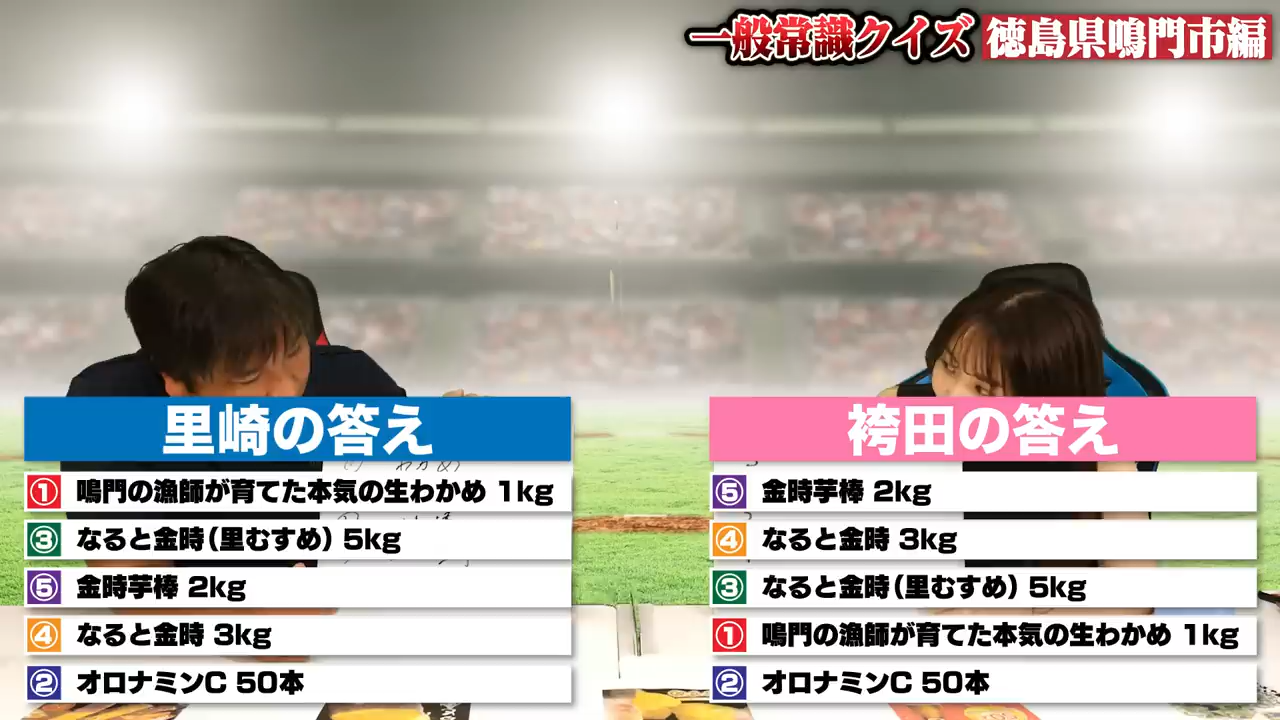 一般常識クイズ 徳島県鳴門市編
里崎の答え
① 鳴門の漁師が育てた本気の生わかめ 1kg
③ なると金時(里むすめ) 5kg
⑤ 金時芋棒 2kg
④ なると金時 3kg
② オロナミンC 50本
袴田の答え
⑤ 金時芋棒 2kg
④ なると金時 3kg
③ なると金時(里むすめ) 5kg
① 鳴門の漁師が育てた本気の生わかめ 1kg
② オロナミンC 50本